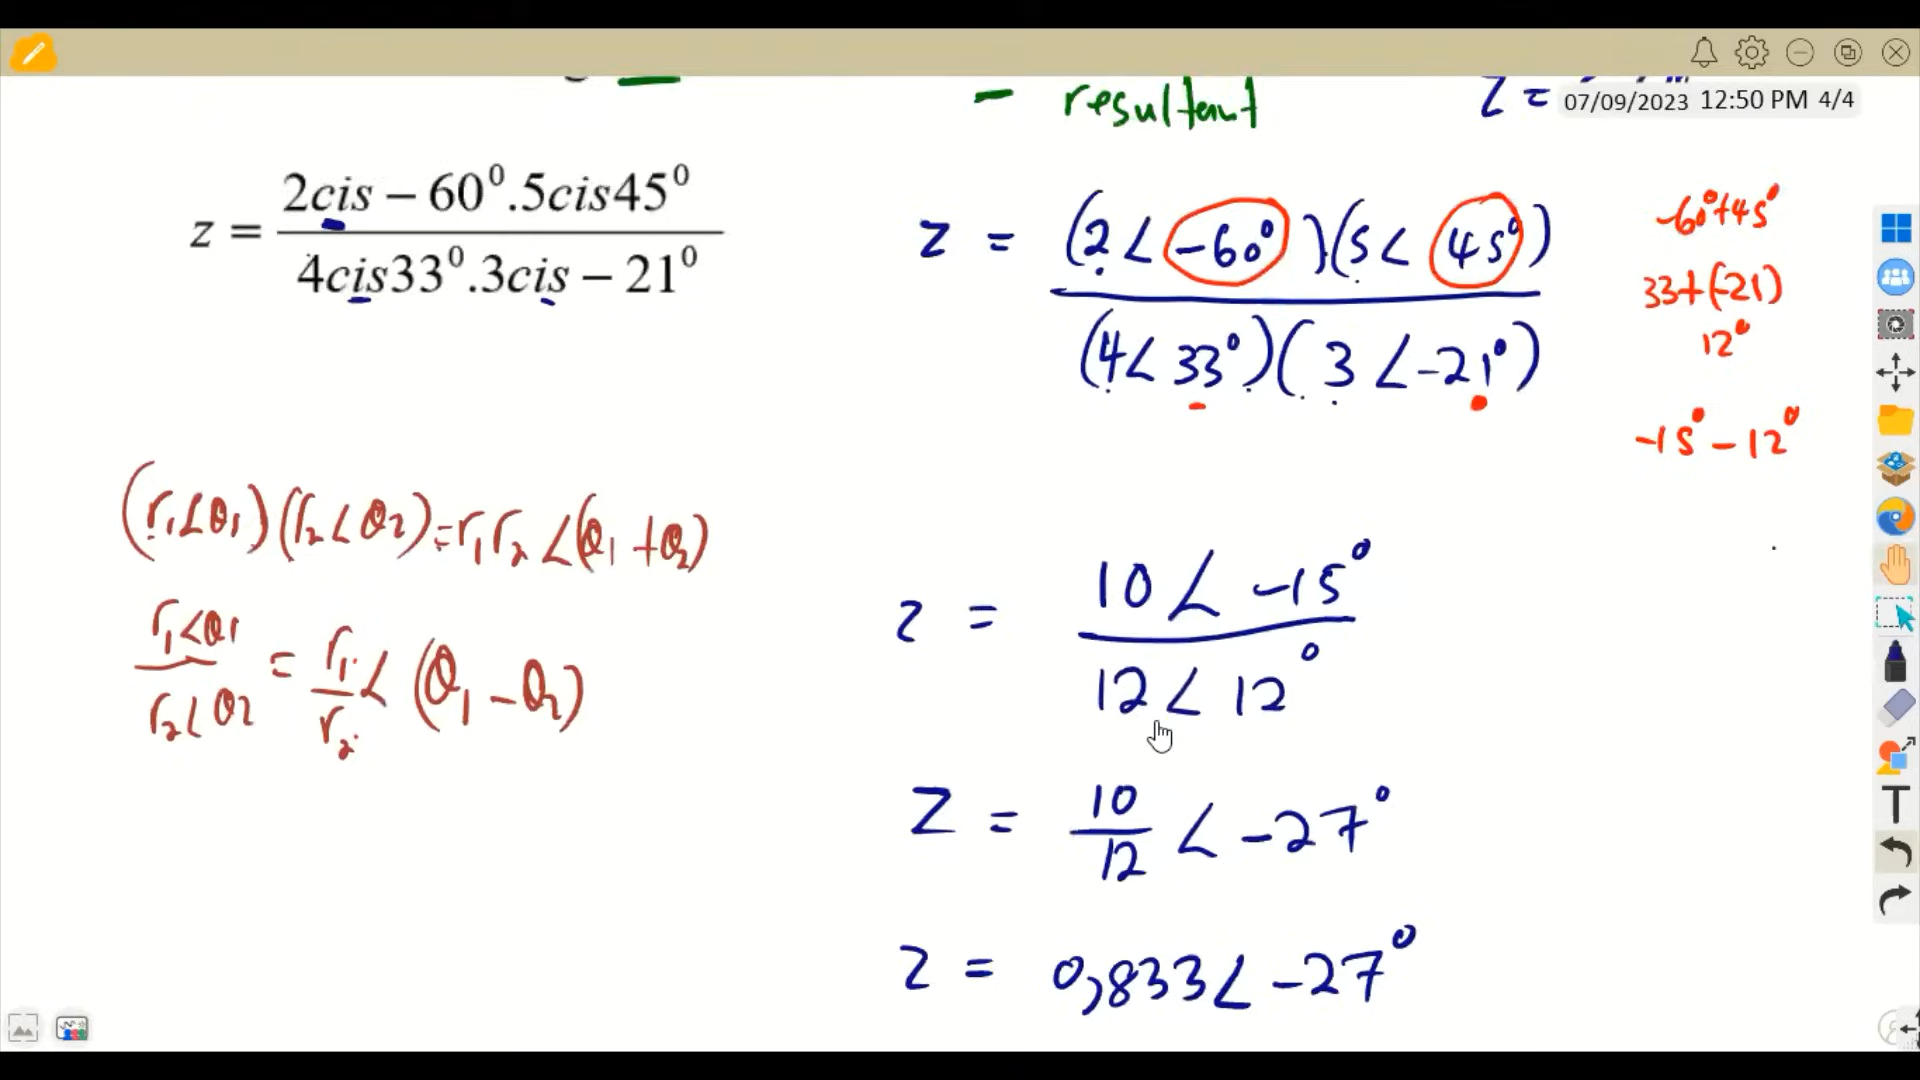 - resultant
Z =
07/09/2023 12:50 PM 4/4
z = 2cis – 60⁰.5cis45⁰
4cis33⁰.3cis – 21⁰
z = (2 ∠ -60°)(5 ∠ 45°)
(4 ∠ 33°)(3 ∠ -21°)
-60°+45°
33+(-21)
12°
-15° - 12°
(r₁∠θ₁)(r₂∠θ₂) = r₁r₂ ∠(θ₁+θ₂)
r₁∠θ₁
r₂∠θ2
= r₁/r₂ ∠ (θ₁ - θ₂)
z = 10 ∠ -15°
12 ∠ 12°
Z = 10/12 ∠ -27°
z = 0,833 ∠ -27°
T